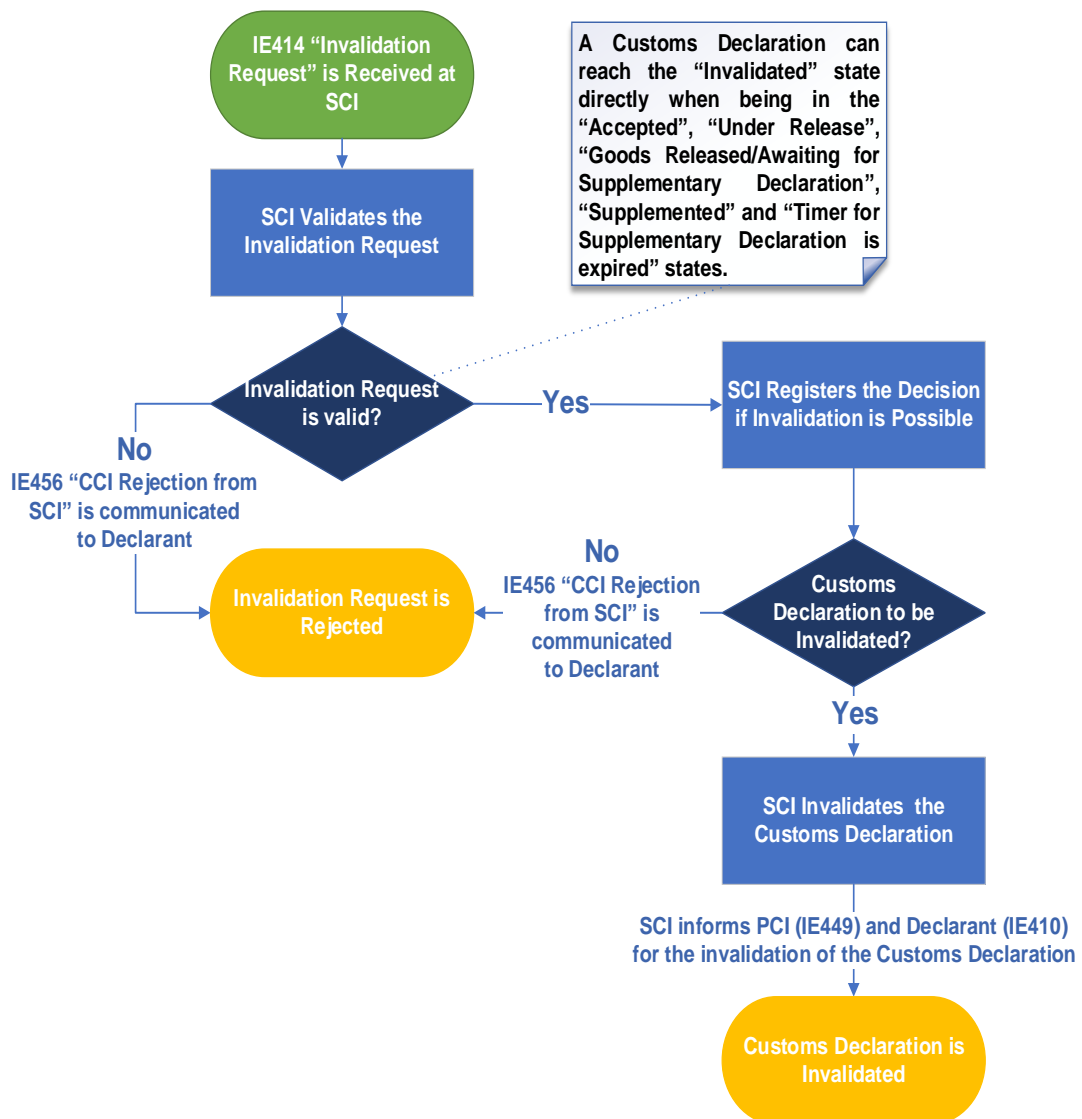 IE414 “Invalidation
Request” is Received at
SCI
A Customs Declaration can
reach the “Invalidated” state
directly when being in the
“Accepted”, “Under Release”,
“Goods Released/Awaiting for
Supplementary Declaration”,
“Supplemented” and “Timer for
Supplementary Declaration is
expired” states.
SCI Validates the
Invalidation Request
Invalidation Request
is valid?
Yes
SCI Registers the Decision
if Invalidation is Possible
No
IE456 “CCI Rejection from
SCI” is communicated
to Declarant
Invalidation Request is
Rejected
No
IE456 “CCI Rejection
from SCI” is
communicated
to Declarant
Customs
Declaration to be
Invalidated?
Yes
SCI Invalidates the
Customs Declaration
SCI informs PCI (IE449) and Declarant (IE410)
for the invalidation of the Customs Declaration
Customs Declaration is
Invalidated